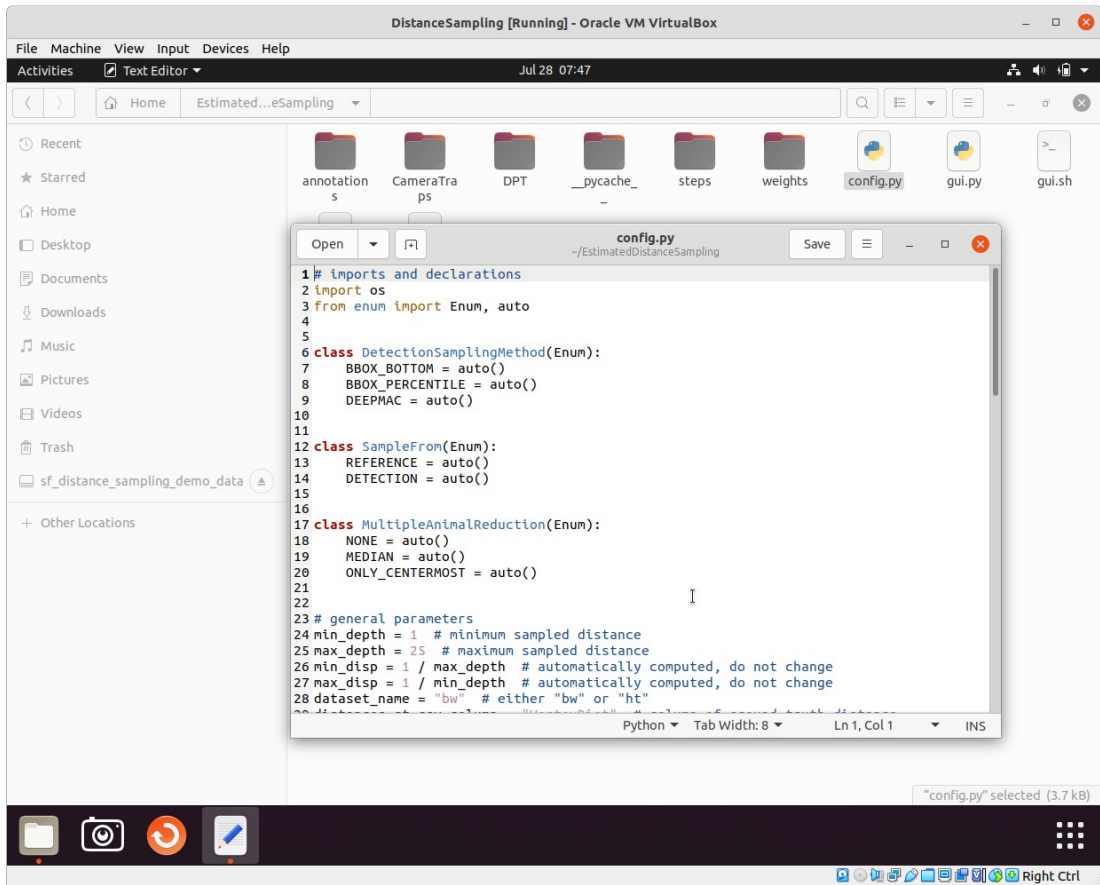 DistanceSampling [Running] - Oracle VM VirtualBox
File Machine View Input Devices Help
Activities Text Editor Jul 28 07:47
Home Estimated...eSampling
Recent
Starred
Home
Desktop
Documents
Downloads
Music
Pictures
Videos
Trash
sf_distance_sampling_demo_data
+ Other Locations
annotation
s
CameraTra
ps
DPT
__pycache_
_
steps
weights
config.py
gui.py
>_
gui.sh
Open
config.py
~/EstimatedDistanceSampling
Save
1 # imports and declarations
2 import os
3 from enum import Enum, auto
4
5
6 class DetectionSamplingMethod(Enum):
7     BBOX_BOTTOM = auto()
8     BBOX_PERCENTILE = auto()
9     DEEPMAC = auto()
10
11
12 class SampleFrom(Enum):
13     REFERENCE = auto()
14     DETECTION = auto()
15
16
17 class MultipleAnimalReduction(Enum):
18     NONE = auto()
19     MEDIAN = auto()
20     ONLY_CENTERMOST = auto()
21
22
23 # general parameters
24 min_depth = 1  # minimum sampled distance
25 max_depth = 25  # maximum sampled distance
26 min_disp = 1 / max_depth  # automatically computed, do not change
27 max_disp = 1 / min_depth  # automatically computed, do not change
28 dataset_name = "bw"  # either "bw" or "ht"
Python Tab Width: 8 Ln 1, Col 1 INS
"config.py" selected (3.7 kB)
Right Ctrl